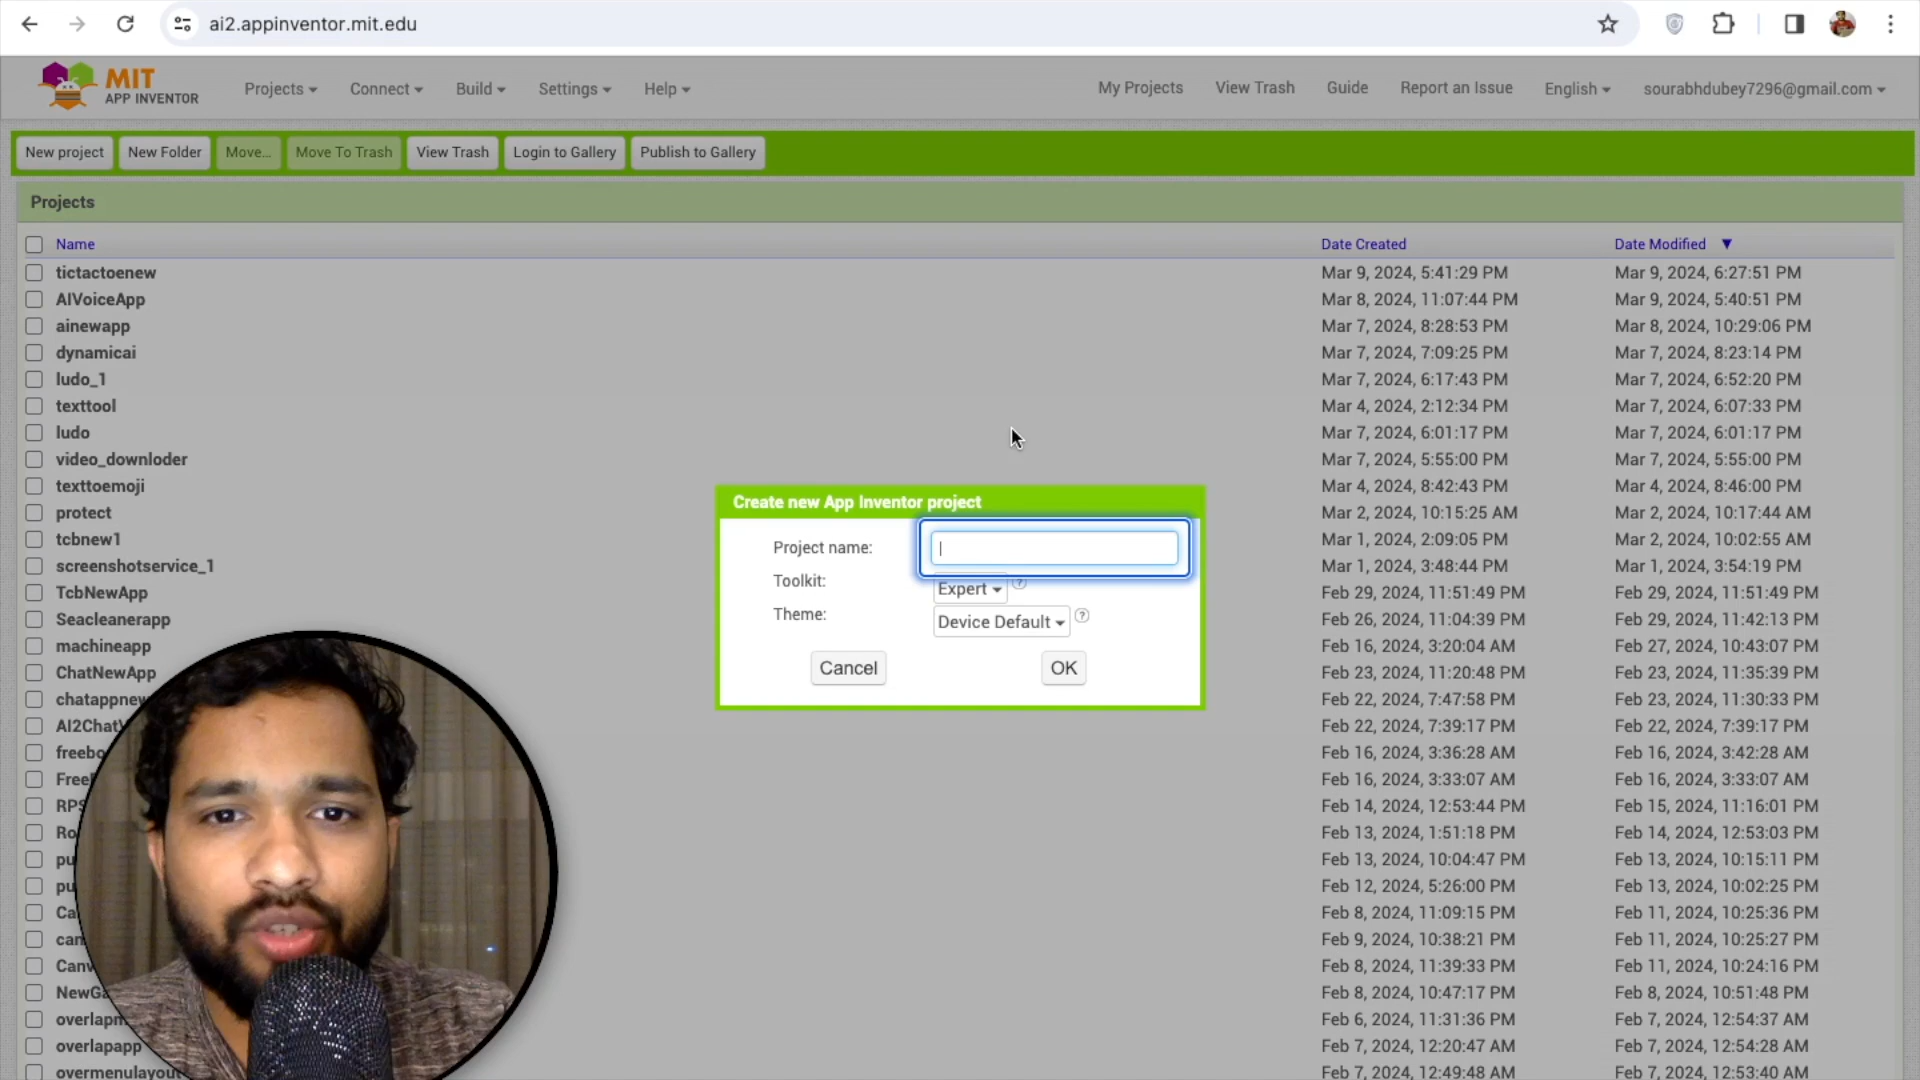 ai2.appinventor.mit.edu
MIT
APP INVENTOR
Projects Connect Build Settings Help My Projects View Trash Guide Report an Issue English sourabhdubey7296@gmail.com
New project New Folder Move... Move To Trash View Trash Login to Gallery Publish to Gallery
Projects
Name Date Created Date Modified ▼
tictactoenew Mar 9, 2024, 5:41:29 PM Mar 9, 2024, 6:27:51 PM
AIVoiceApp Mar 8, 2024, 11:07:44 PM Mar 9, 2024, 5:40:51 PM
ainewapp Mar 7, 2024, 8:28:53 PM Mar 8, 2024, 10:29:06 PM
dynamicai Mar 7, 2024, 7:09:25 PM Mar 7, 2024, 8:23:14 PM
ludo_1 Mar 7, 2024, 6:17:43 PM Mar 7, 2024, 6:52:20 PM
texttool Mar 4, 2024, 2:12:34 PM Mar 7, 2024, 6:07:33 PM
ludo Mar 7, 2024, 6:01:17 PM Mar 7, 2024, 6:01:17 PM
video_downloder Mar 7, 2024, 5:55:00 PM Mar 7, 2024, 5:55:00 PM
texttoemoji Mar 4, 2024, 8:42:43 PM Mar 4, 2024, 8:46:00 PM
protect Mar 2, 2024, 10:15:25 AM Mar 2, 2024, 10:17:44 AM
tcbnew1 Mar 1, 2024, 2:09:05 PM Mar 2, 2024, 10:02:55 AM
screenshotservice_1 Mar 1, 2024, 3:48:44 PM Mar 1, 2024, 3:54:19 PM
TcbNewApp Feb 29, 2024, 11:51:49 PM Feb 29, 2024, 11:51:49 PM
Seacleanerapp Feb 26, 2024, 11:04:39 PM Feb 29, 2024, 11:42:13 PM
machineapp Feb 16, 2024, 3:20:04 AM Feb 27, 2024, 10:43:07 PM
ChatNewApp Feb 23, 2024, 11:20:48 PM Feb 23, 2024, 11:35:39 PM
chatappnew Feb 22, 2024, 7:47:58 PM Feb 23, 2024, 11:30:33 PM
AI2Chat Feb 22, 2024, 7:39:17 PM Feb 22, 2024, 7:39:17 PM
freebo Feb 16, 2024, 3:36:28 AM Feb 16, 2024, 3:42:28 AM
Free Feb 16, 2024, 3:33:07 AM Feb 16, 2024, 3:33:07 AM
RPS Feb 14, 2024, 12:53:44 PM Feb 15, 2024, 11:16:01 PM
Ro Feb 13, 2024, 1:51:18 PM Feb 14, 2024, 12:53:03 PM
pu Feb 13, 2024, 10:04:47 PM Feb 13, 2024, 10:15:11 PM
pu Feb 12, 2024, 5:26:00 PM Feb 13, 2024, 10:02:25 PM
Ca Feb 8, 2024, 11:09:15 PM Feb 11, 2024, 10:25:36 PM
can Feb 9, 2024, 10:38:21 PM Feb 11, 2024, 10:25:27 PM
Canv Feb 8, 2024, 11:39:33 PM Feb 11, 2024, 10:24:16 PM
NewGa Feb 8, 2024, 10:47:17 PM Feb 8, 2024, 10:51:48 PM
overlap Feb 6, 2024, 11:31:36 PM Feb 7, 2024, 12:54:37 AM
overlapapp Feb 7, 2024, 12:20:47 AM Feb 7, 2024, 12:54:28 AM
overmenulayout Feb 7, 2024, 12:49:48 AM Feb 7, 2024, 12:53:40 AM
Create new App Inventor project
Project name:
Toolkit: Expert ?
Theme: Device Default ?
Cancel OK